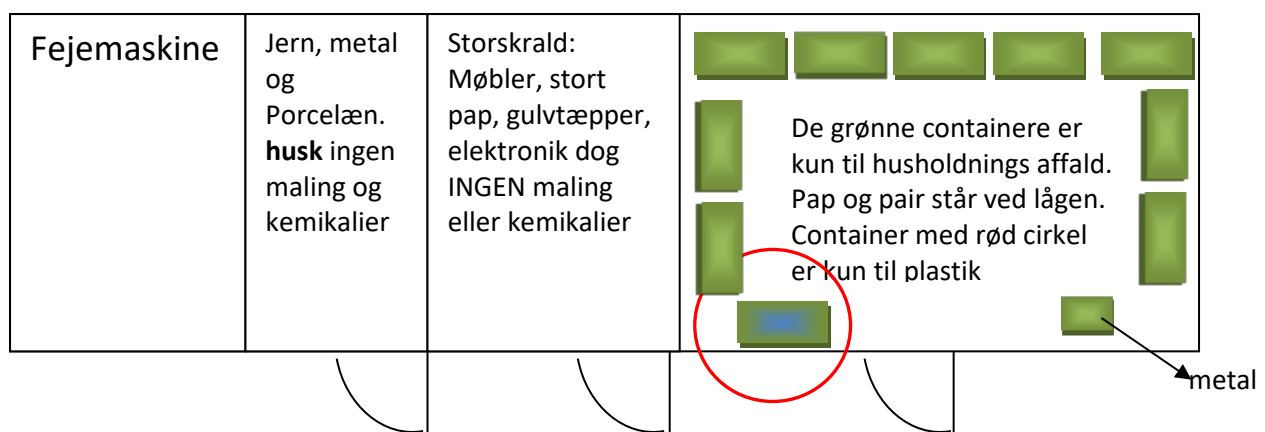 Fejemaskine
Jern, metal
og
Porcelæn.
husk ingen
maling og
kemikalier
Storskrald:
Møbler, stort
pap, gulvtæpper,
elektronik dog
INGEN maling
eller kemikalier
De grønne containere er
kun til husholdnings affald.
Pap og pair står ved lågen.
Container med rød cirkel
er kun til plastik
metal